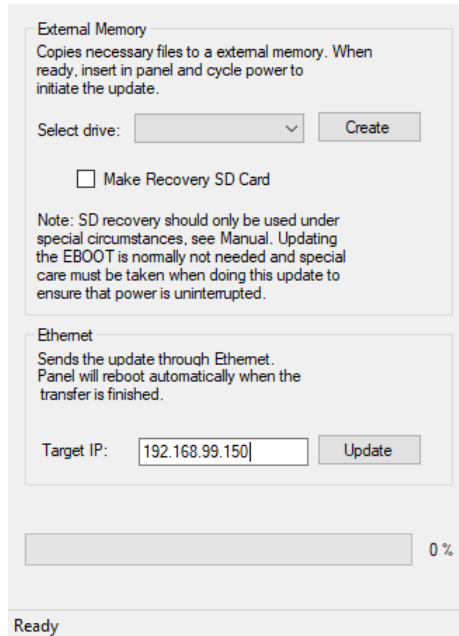 External Memory
Copies necessary files to a external memory. When
ready, insert in panel and cycle power to
initiate the update.
Select drive:
Create
Make Recovery SD Card
Note: SD recovery should only be used under
special circumstances, see Manual. Updating
the EBOOT is normally not needed and special
care must be taken when doing this update to
ensure that power is uninterrupted.
Ethernet
Sends the update through Ethernet.
Panel will reboot automatically when the
transfer is finished.
Target IP:
192.168.99.150
Update
0 %
Ready